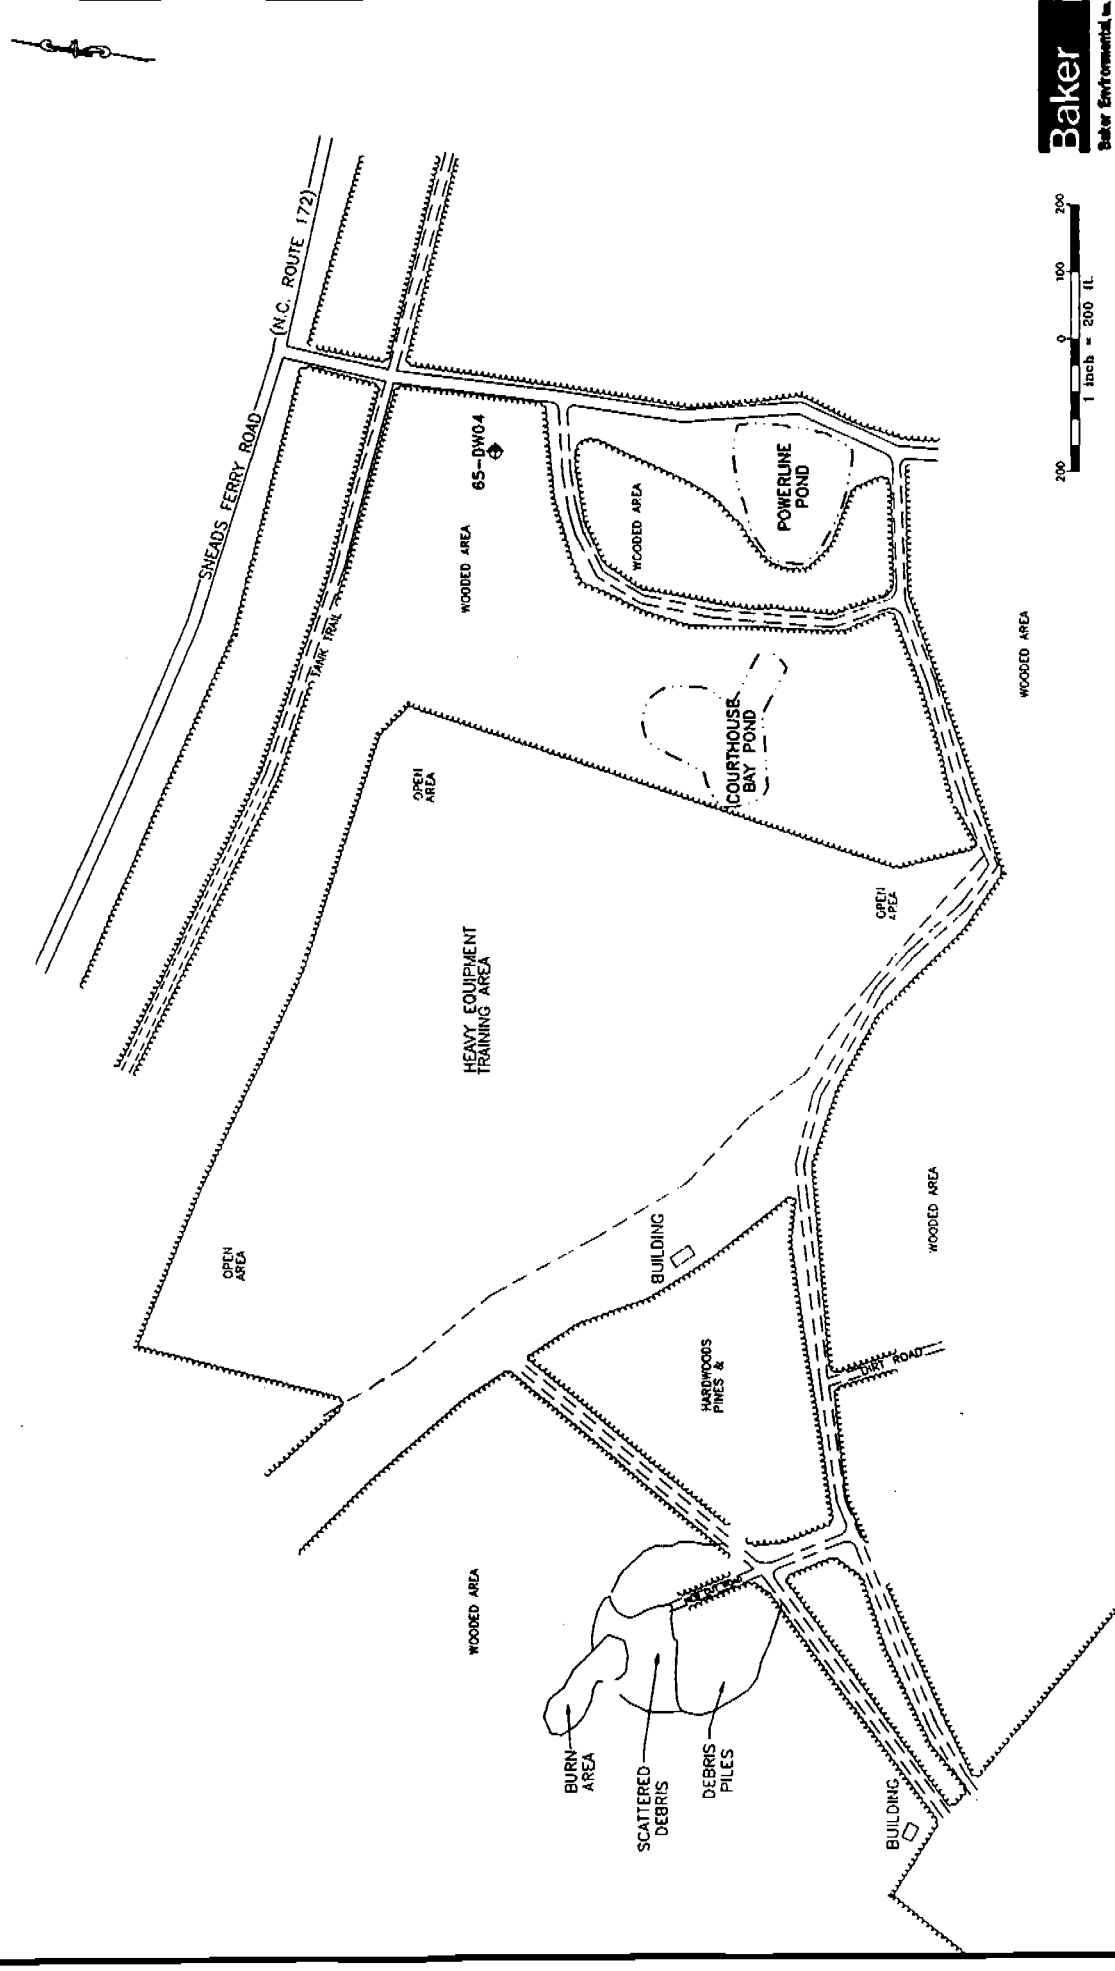 SNEADS FERRY ROAD
(N.C. ROUTE 172)
TANK TRAIL
OPEN
AREA
OPEN
AREA
HEAVY EQUIPMENT
TRAINING AREA
WOODED AREA
65-DW04
WOODED AREA
POWERLINE
POND
COURTHOUSE
BAY POND
OPEN
AREA
WOODED AREA
BUILDING
HARDWOODS
PINES &
WOODED AREA
DIRT ROAD
WOODED AREA
BURN
AREA
SCATTERED
DEBRIS
DEBRIS
PILES
BUILDING
200 0 100 200
1 inch = 200 ft.
Baker
Baker Environmental, Inc.